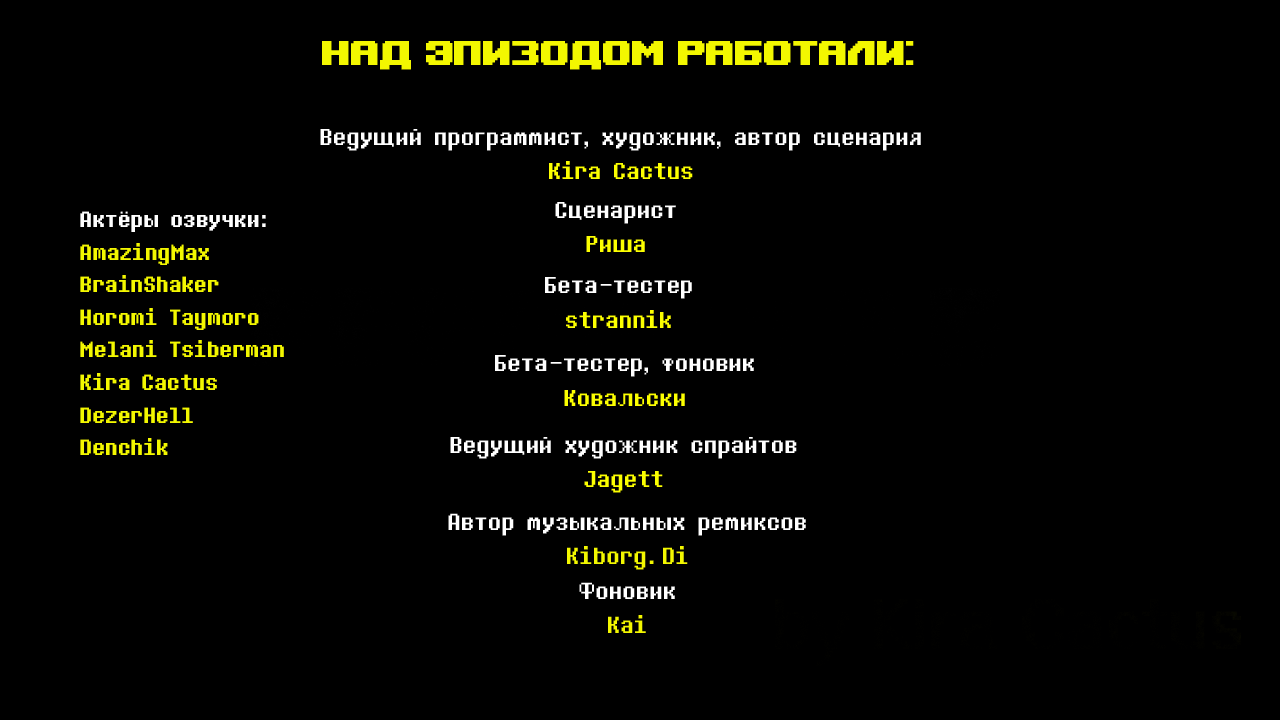 НАД ЭПИЗОДОМ РАБОТАЛИ:
Ведущий программист, художник, автор сценария
Kira Cactus
Сценарист
Риша
Бета-тестер
strannik
Бета-тестер, фоновик
Ковальски
Ведущий художник спрайтов
Jagett
Автор музыкальных ремиксов
Kiborg.Di
Фоновик
Kai
Актёры озвучки:
AmazingMax
BrainShaker
Horomi Taymoro
Melani Tsiberman
Kira Cactus
DezerHell
Denchik